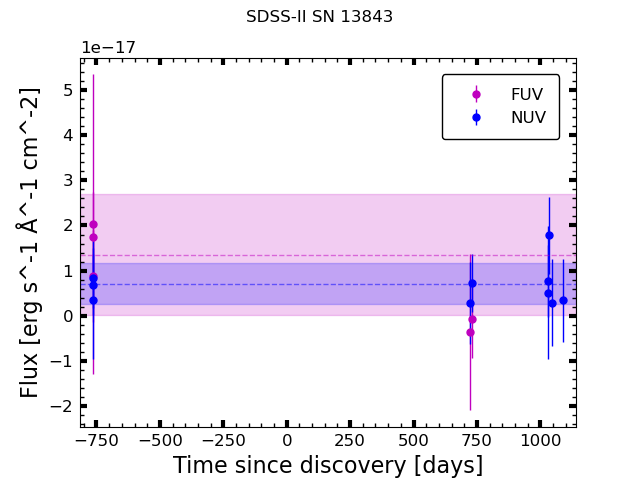 SDSS-II SN 13843
1e−17
Flux [erg s^-1 Å^-1 cm^-2]
5
4
3
2
1
0
−1
−2
FUV
NUV
−750 −500 −250 0 250 500 750 1000
Time since discovery [days]